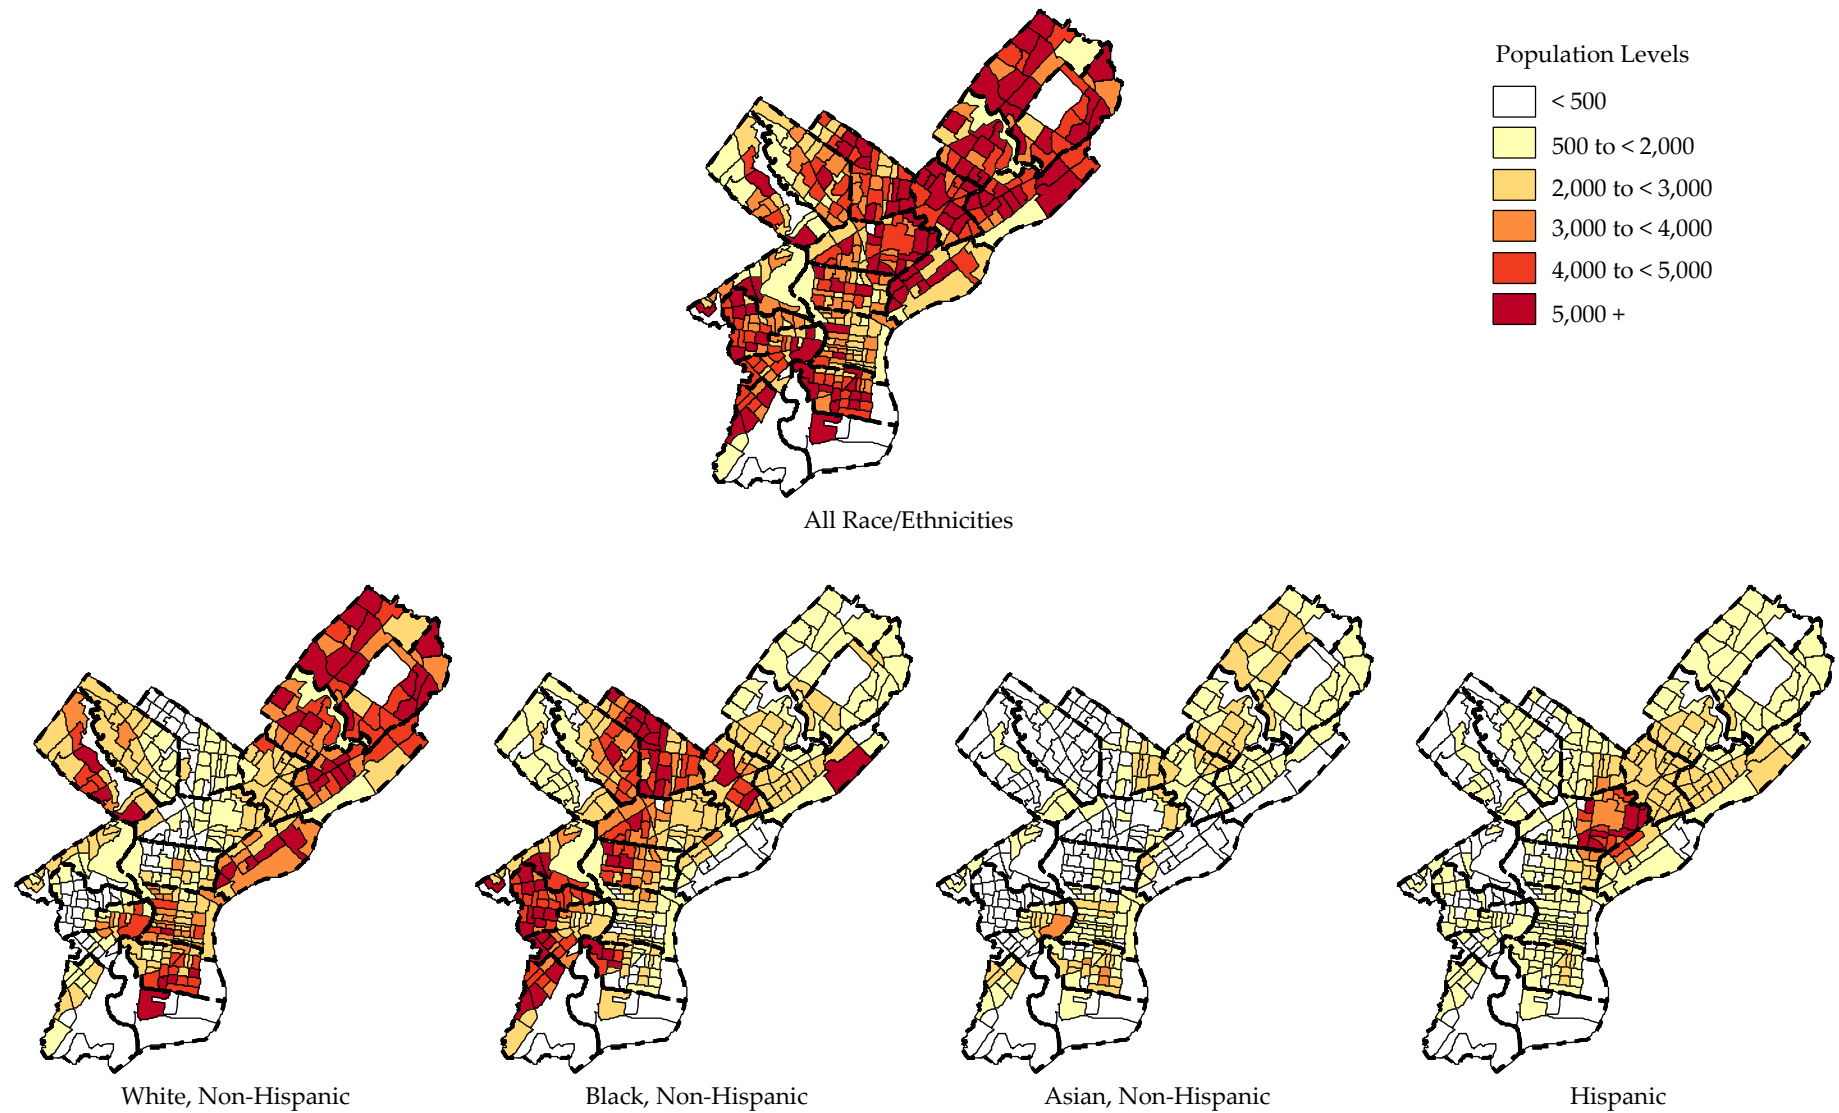 Population Levels
< 500
500 to < 2,000
2,000 to < 3,000
3,000 to < 4,000
4,000 to < 5,000
5,000 +
All Race/Ethnicities
White, Non-Hispanic
Black, Non-Hispanic
Asian, Non-Hispanic
Hispanic